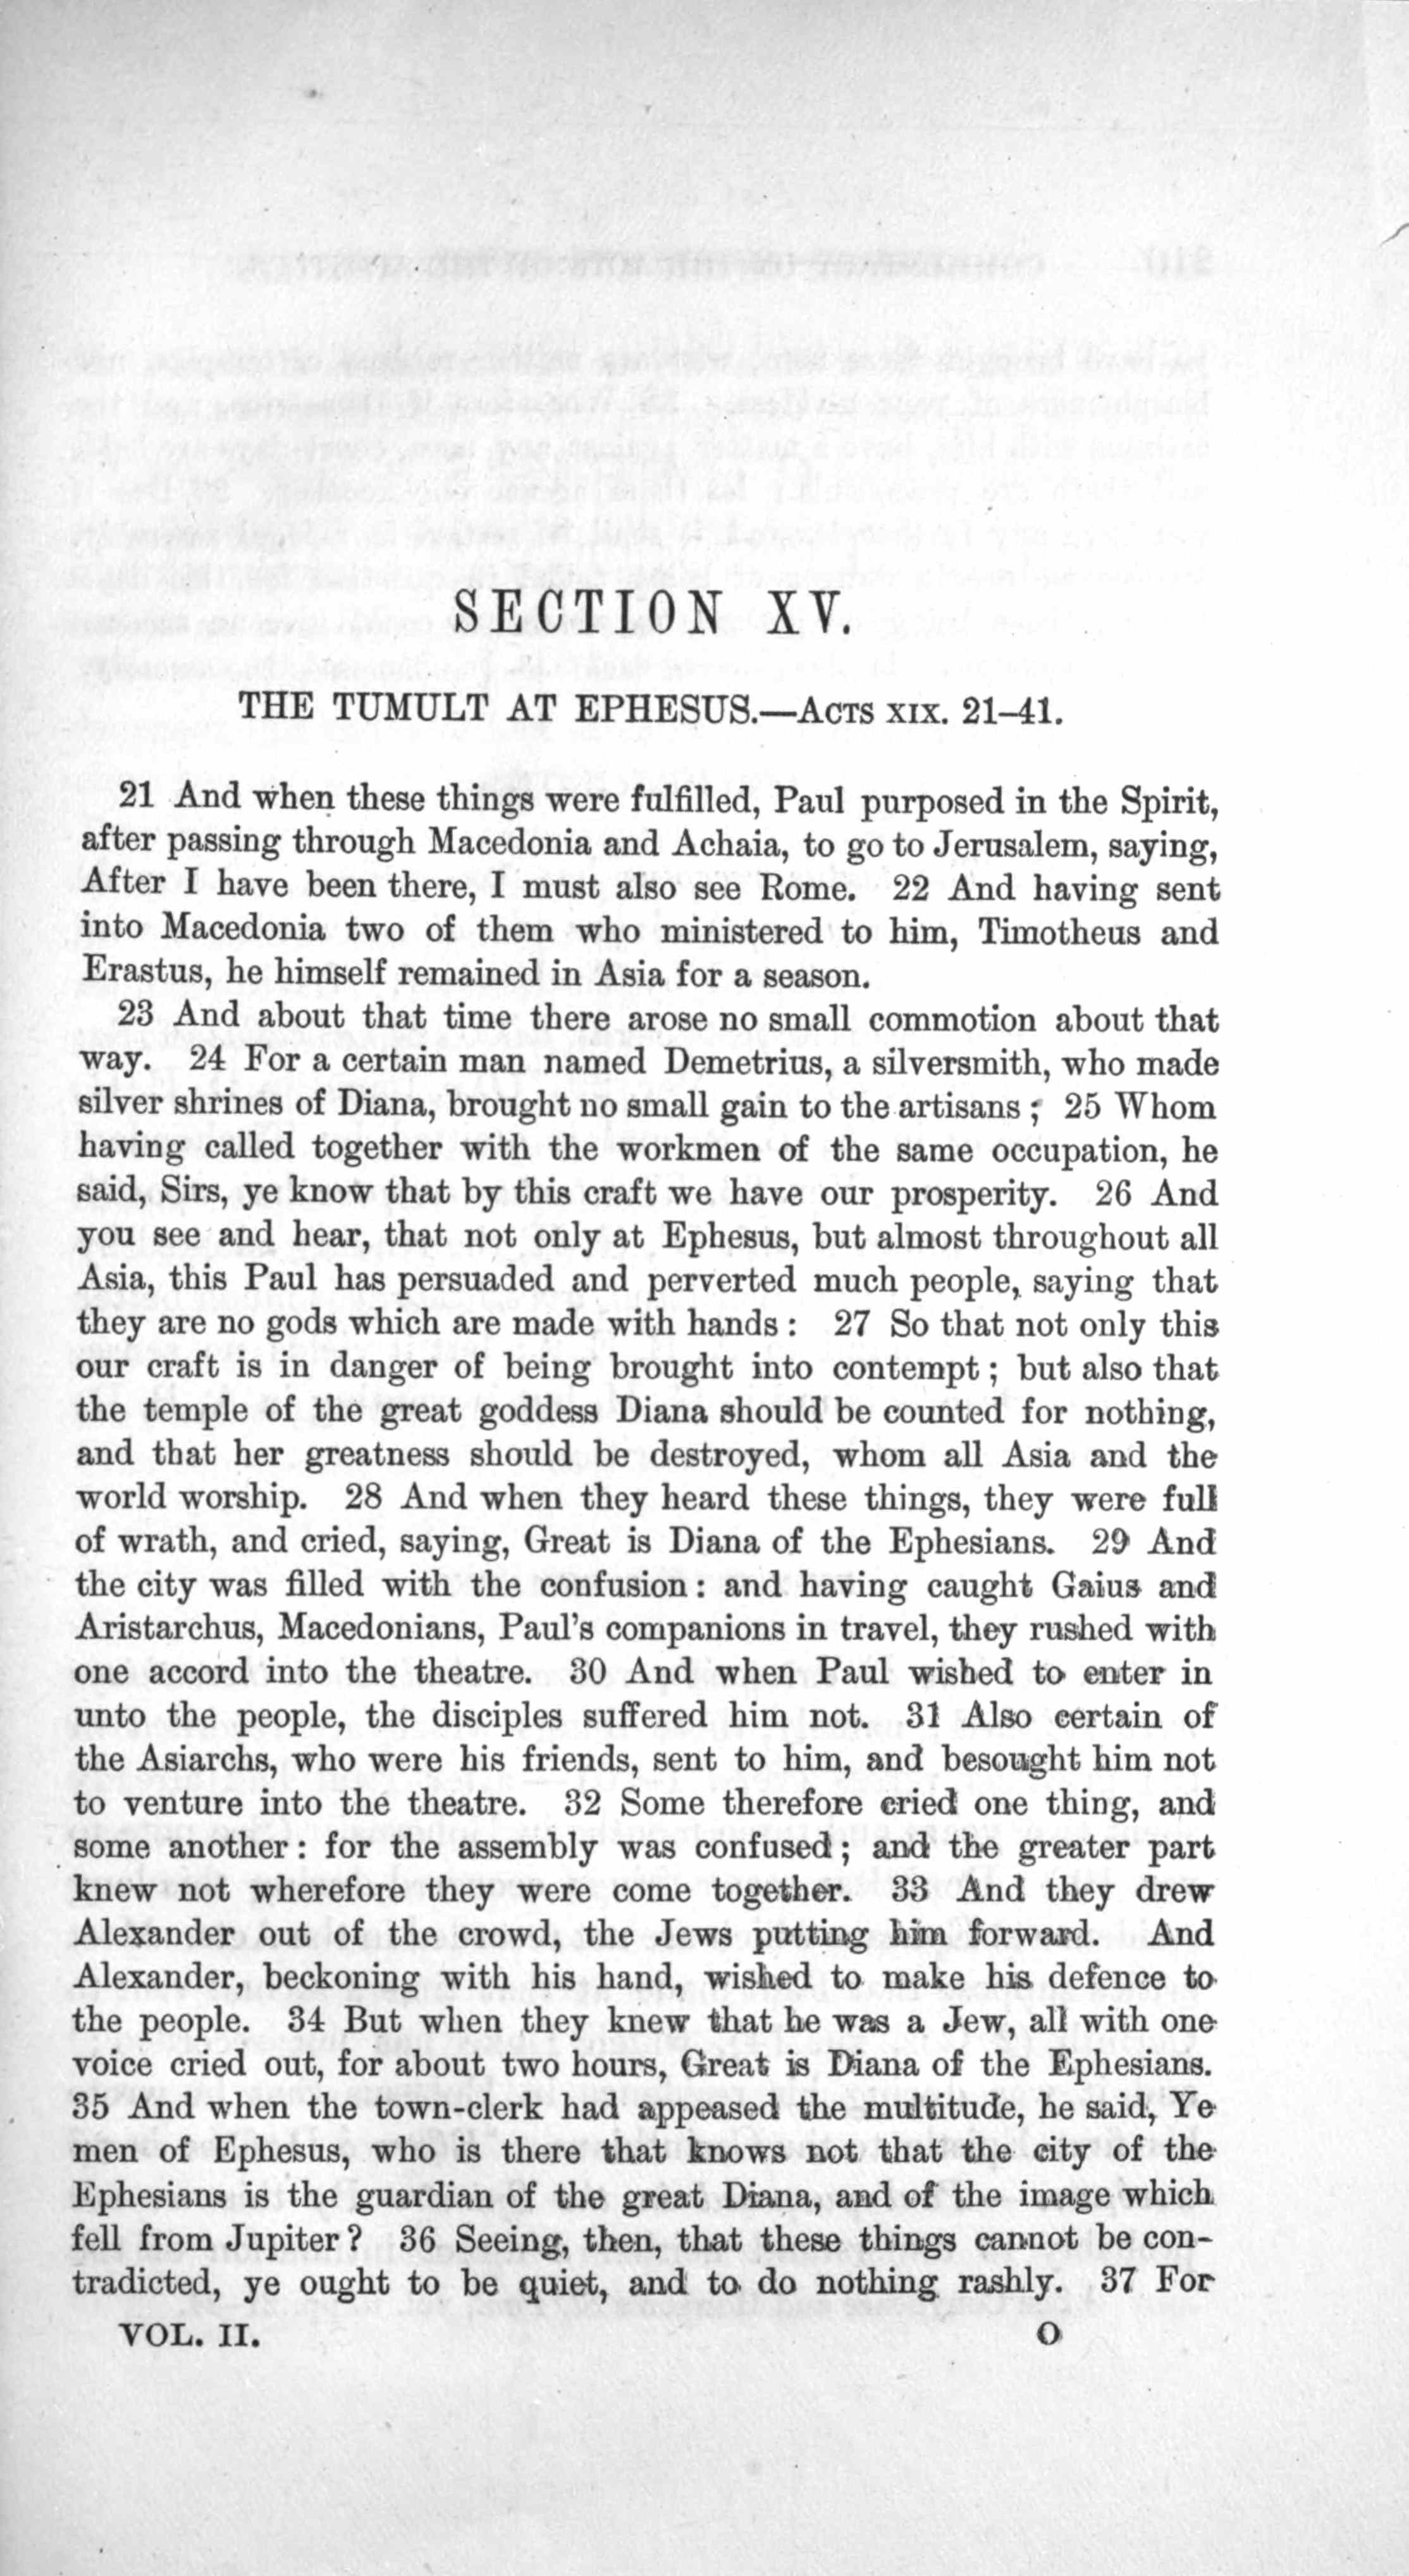 SECTION XV.
THE TUMULT AT EPHESUS.—ACTS XIX. 21–41.
21 And when these things were fulfilled, Paul purposed in the Spirit,
after passing through Macedonia and Achaia, to go to Jerusalem, saying,
After I have been there, I must also see Rome. 22 And having sent
into Macedonia two of them who ministered to him, Timotheus and
Erastus, he himself remained in Asia for a season.
23 And about that time there arose no small commotion about that
way. 24 For a certain man named Demetrius, a silversmith, who made
silver shrines of Diana, brought no small gain to the artisans ; 25 Whom
having called together with the workmen of the same occupation, he
said, Sirs, ye know that by this craft we have our prosperity. 26 And
you see and hear, that not only at Ephesus, but almost throughout all
Asia, this Paul has persuaded and perverted much people, saying that
they are no gods which are made with hands : 27 So that not only this
our craft is in danger of being brought into contempt ; but also that
the temple of the great goddess Diana should be counted for nothing,
and that her greatness should be destroyed, whom all Asia and the
world worship. 28 And when they heard these things, they were full
of wrath, and cried, saying, Great is Diana of the Ephesians. 29 And
the city was filled with the confusion : and having caught Gaius and
Aristarchus, Macedonians, Paul's companions in travel, they rushed with
one accord into the theatre. 30 And when Paul wished to enter in
unto the people, the disciples suffered him not. 31 Also certain of
the Asiarchs, who were his friends, sent to him, and besought him not
to venture into the theatre. 32 Some therefore cried one thing, and
some another : for the assembly was confused ; and the greater part
knew not wherefore they were come together. 33 And they drew
Alexander out of the crowd, the Jews putting him forward. And
Alexander, beckoning with his hand, wished to make his defence to
the people. 34 But when they knew that he was a Jew, all with one
voice cried out, for about two hours, Great is Diana of the Ephesians.
35 And when the town-clerk had appeased the multitude, he said, Ye
men of Ephesus, who is there that knows not that the city of the
Ephesians is the guardian of the great Diana, and of the image which
fell from Jupiter ? 36 Seeing, then, that these things cannot be con-
tradicted, ye ought to be quiet, and to do nothing rashly. 37 For
VOL. II. O